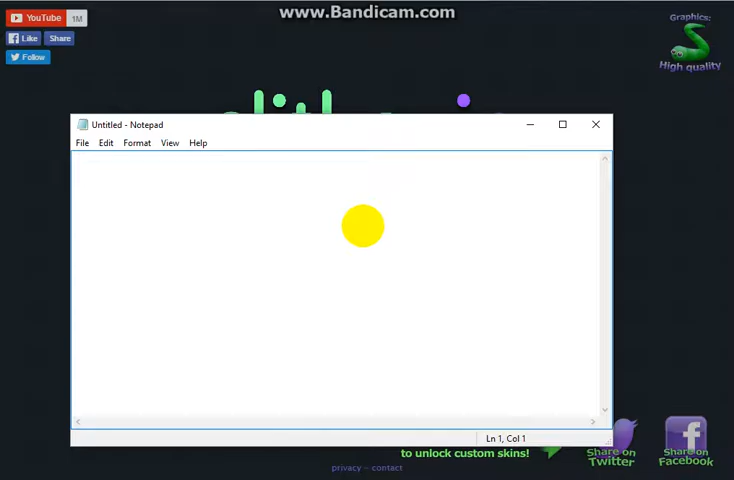 www.Bandicam.com
YouTube 1M
Like Share
Follow
Graphics:
High quality
Untitled - Notepad
File Edit Format View Help
Ln 1, Col 1
to unlock custom skins!
Share on
Twitter
Share on
Facebook
privacy - contact